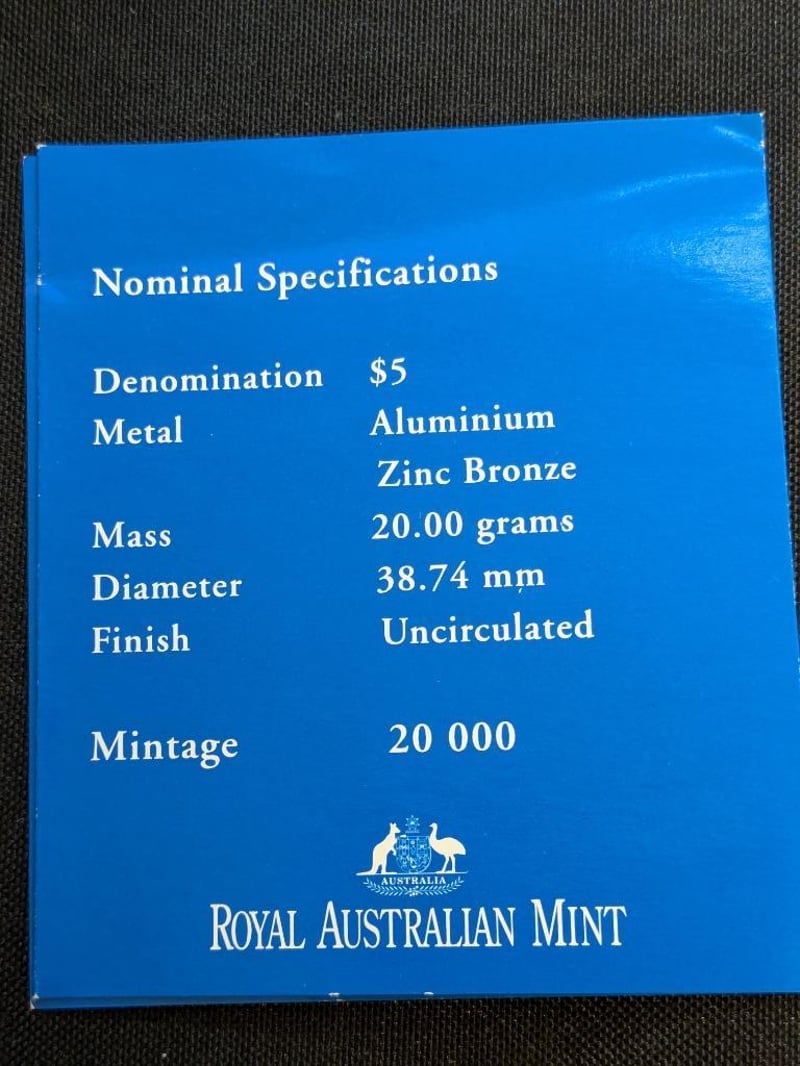 Nominal Specifications
Denomination $5
Metal Aluminium
Zinc Bronze
Mass 20.00 grams
Diameter 38.74 mm
Finish Uncirculated
Mintage 20 000
AUSTRALIA
ROYAL AUSTRALIAN MINT